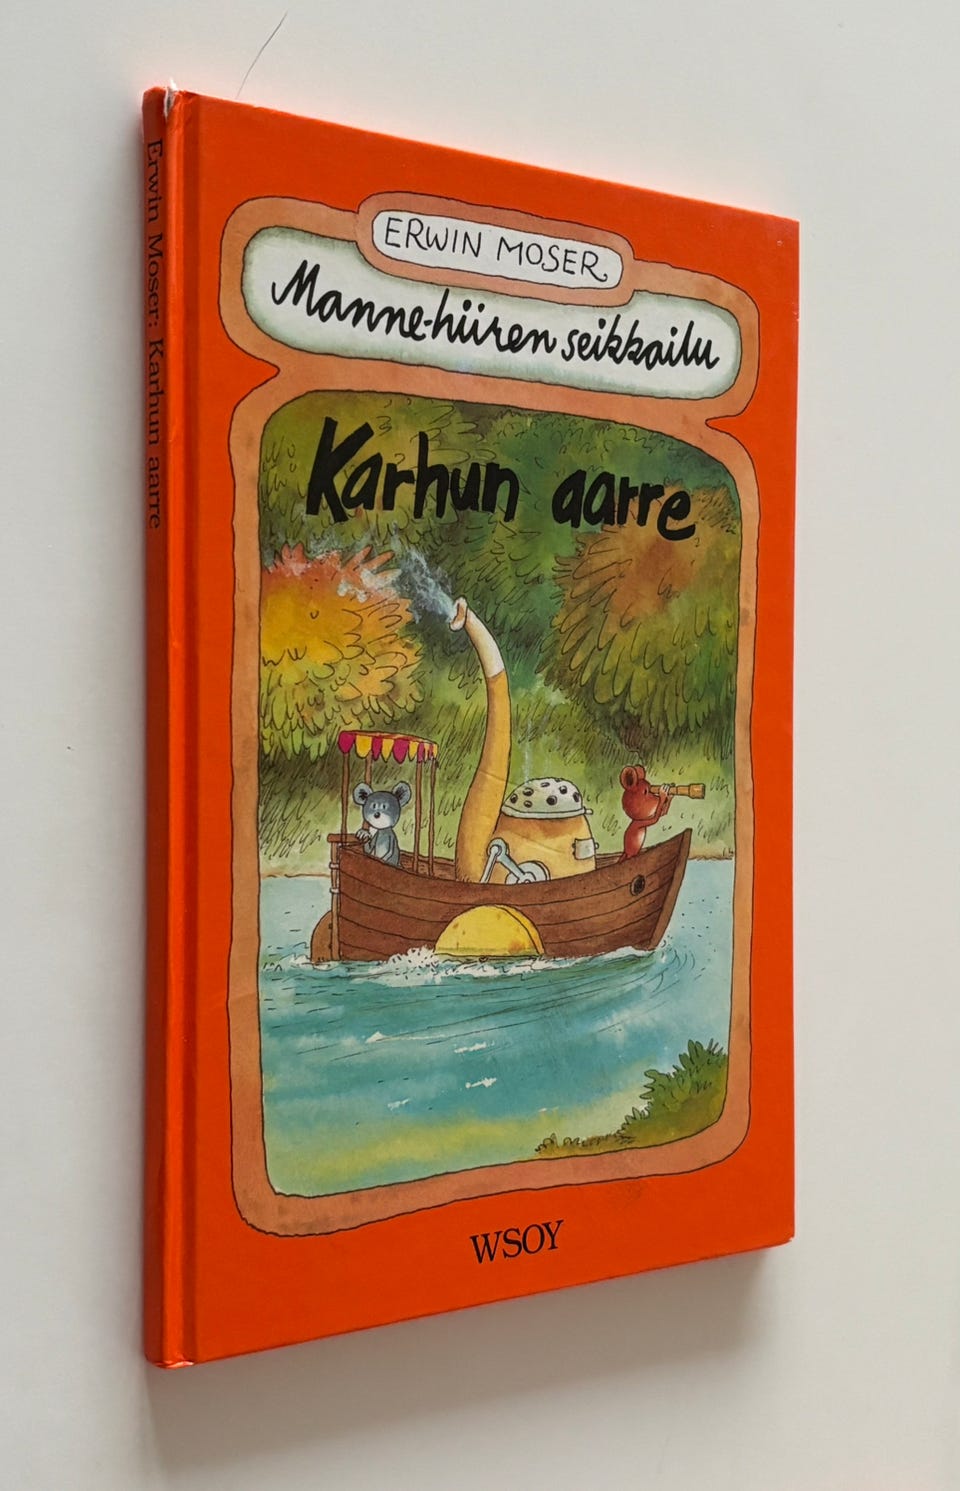 Erwin Moser: Karhun aarre
ERWIN MOSER
Manne-hiiren seikkailu
Karhun aarre
WSOY